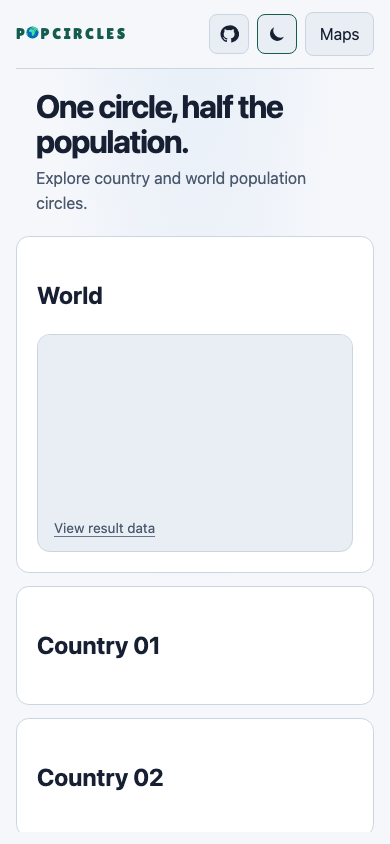 POPCIRCLES
Maps
One circle, half the
population.
Explore country and world population
circles.
World
View result data
Country 01
Country 02